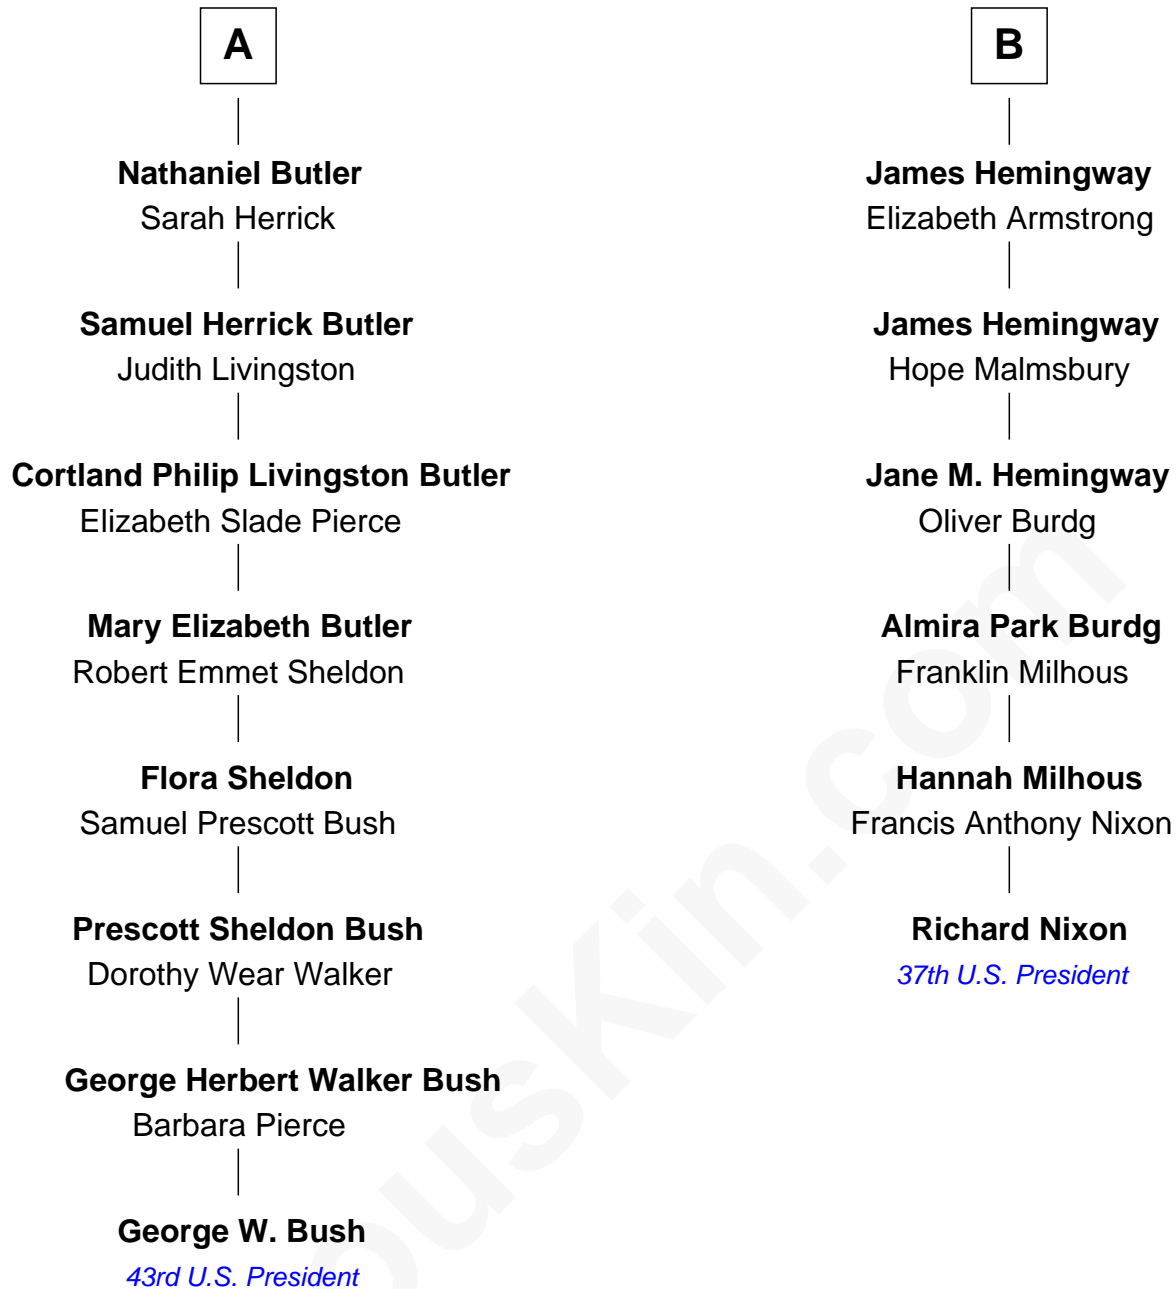 A
Nathaniel Butler
Sarah Herrick
Samuel Herrick Butler
Judith Livingston
Cortland Philip Livingston Butler
Elizabeth Slade Pierce
Mary Elizabeth Butler
Robert Emmet Sheldon
Flora Sheldon
Samuel Prescott Bush
Prescott Sheldon Bush
Dorothy Wear Walker
George Herbert Walker Bush
Barbara Pierce
George W. Bush
43rd U.S. President
B
James Hemingway
Elizabeth Armstrong
James Hemingway
Hope Malmsbury
Jane M. Hemingway
Oliver Burdg
Almira Park Burdg
Franklin Milhous
Hannah Milhous
Francis Anthony Nixon
Richard Nixon
37th U.S. President
ousKin.com